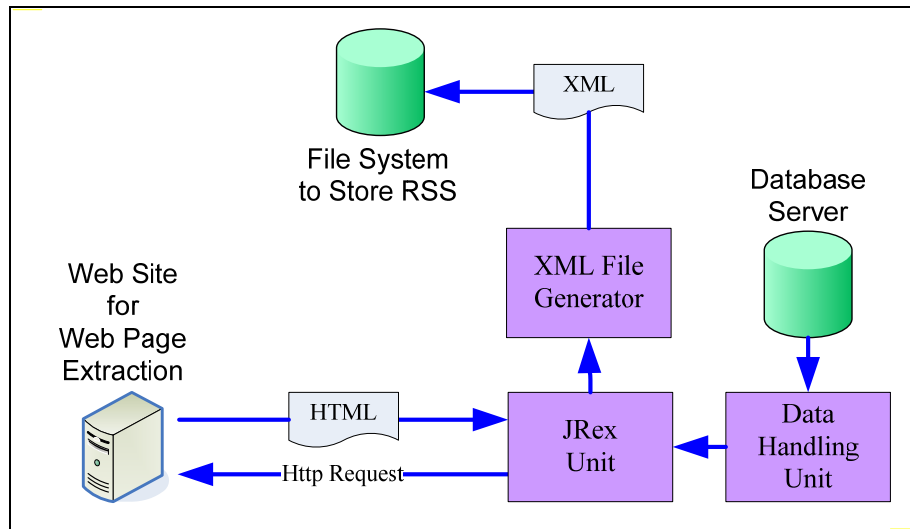 XML
File System
to Store RSS
Database
Server
XML File
Generator
Web Site
for
Web Page
Extraction
HTML
Http Request
JRex
Unit
Data
Handling
Unit